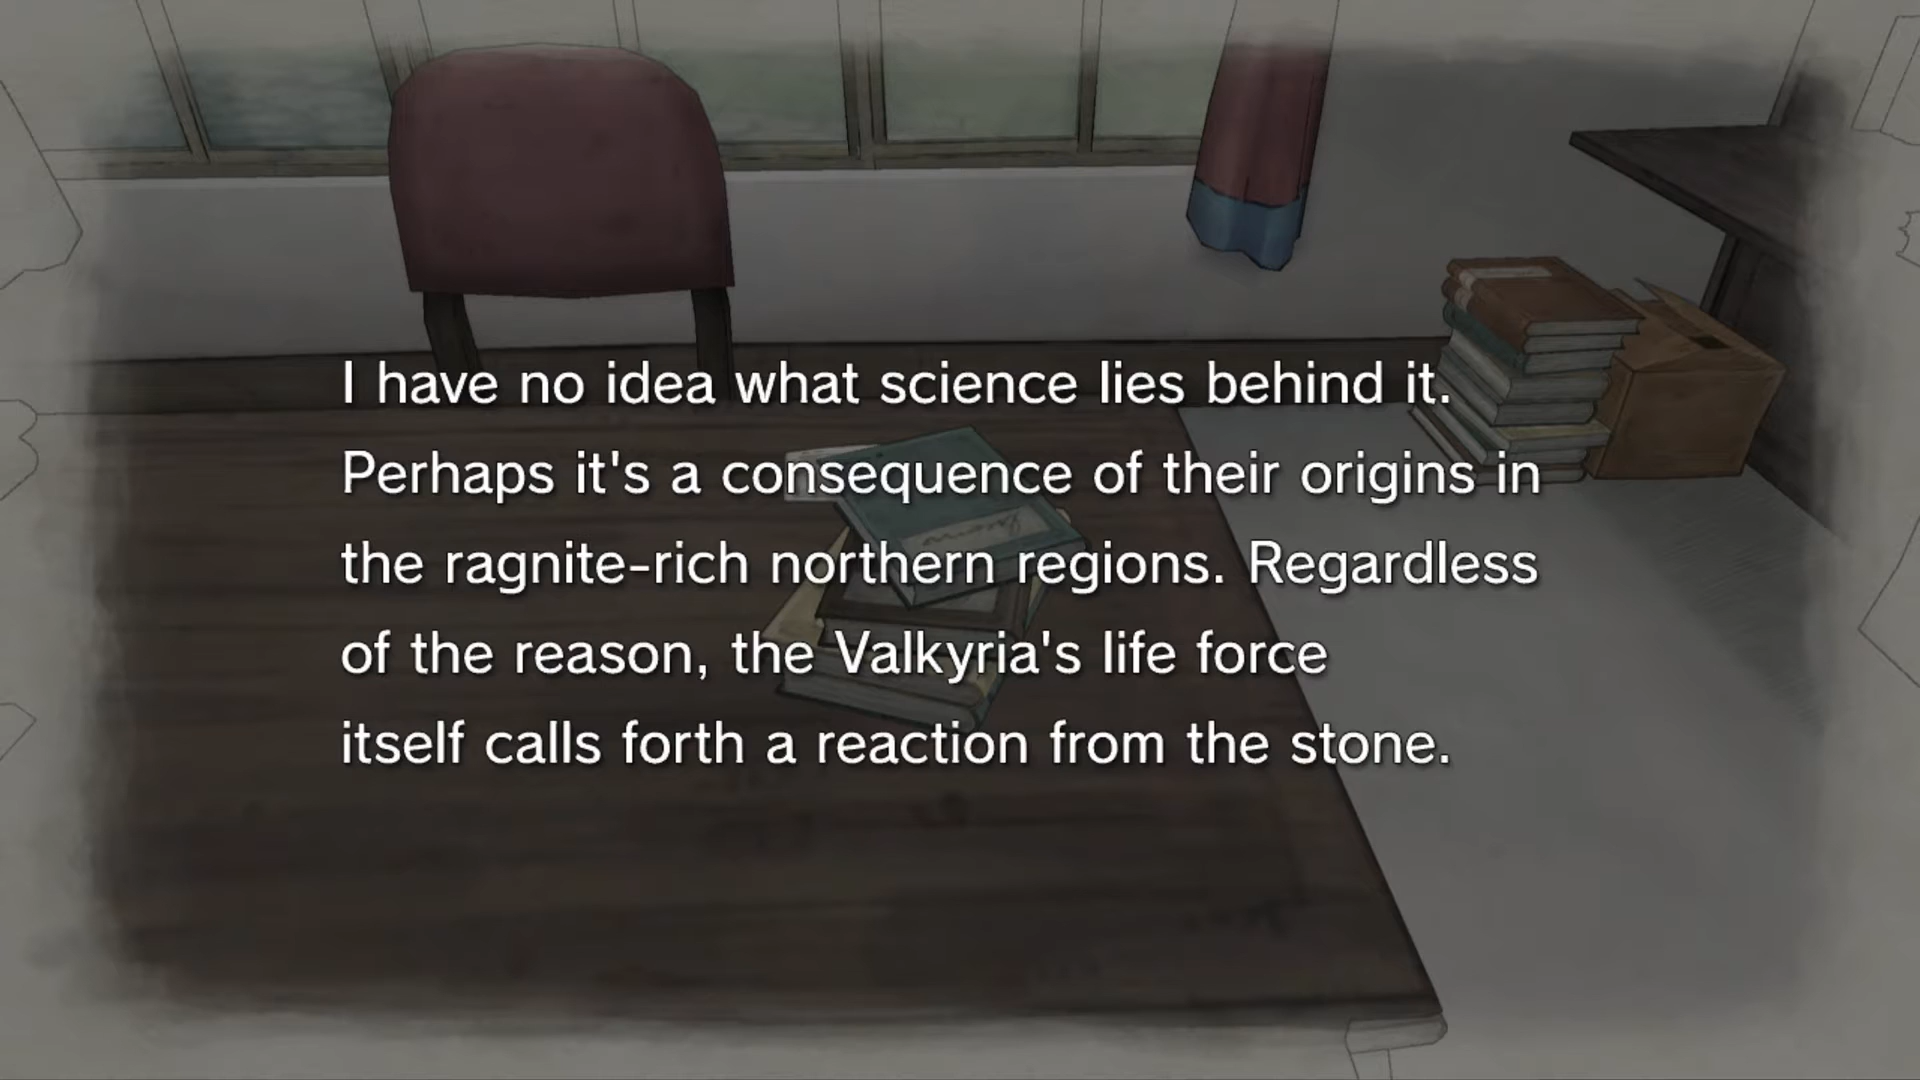 I have no idea what science lies behind it.
Perhaps it's a consequence of their origins in
the ragnite-rich northern regions. Regardless
of the reason, the Valkyria's life force
itself calls forth a reaction from the stone.